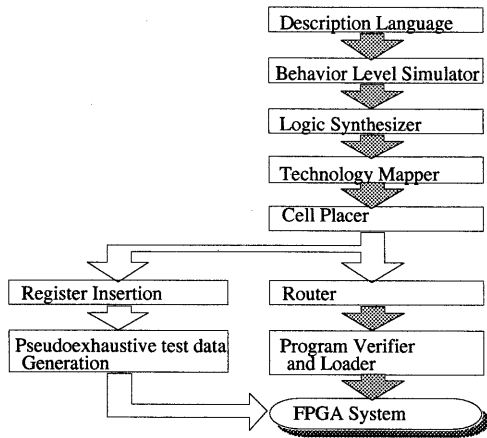 Description Language
Behavior Level Simulator
Logic Synthesizer
Technology Mapper
Cell Placer
Register Insertion
Router
Pseudoexhaustive test data
Generation
Program Verifier
and Loader
FPGA System